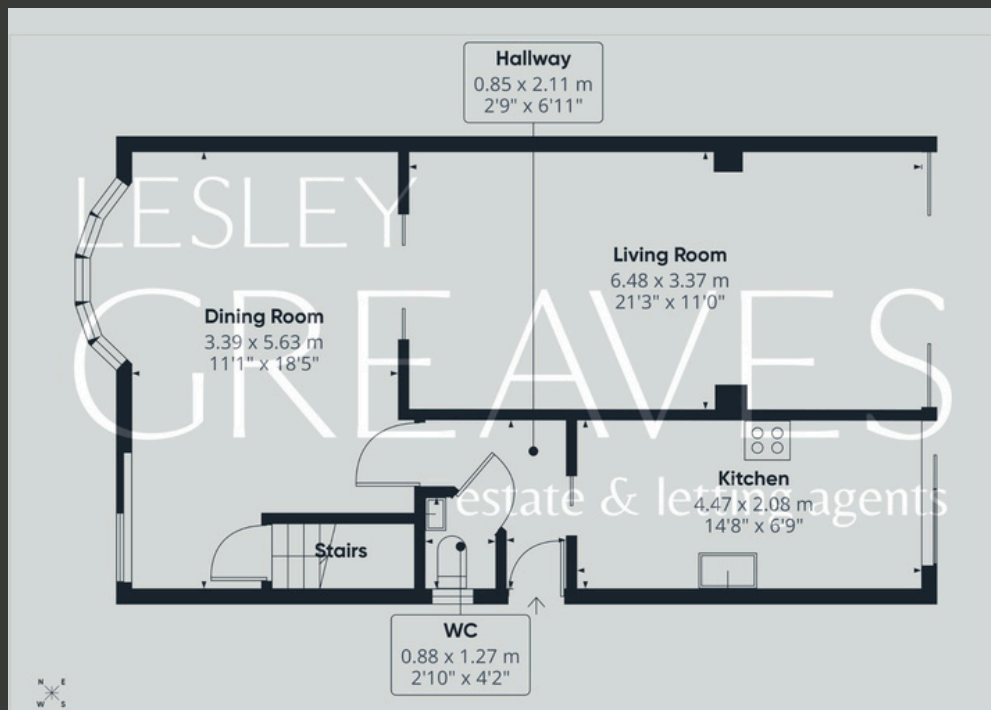 Hallway
0.85 x 2.11 m
2'9" x 6'11"
LESLEY
GREAVES
estate & letting agents
Living Room
6.48 x 3.37 m
21'3" x 11'0"
Dining Room
3.39 x 5.63 m
11'1" x 18'5"
Kitchen
4.47 x 2.08 m
14'8" x 6'9"
Stairs
WC
0.88 x 1.27 m
2'10" x 4'2"
N E
W S